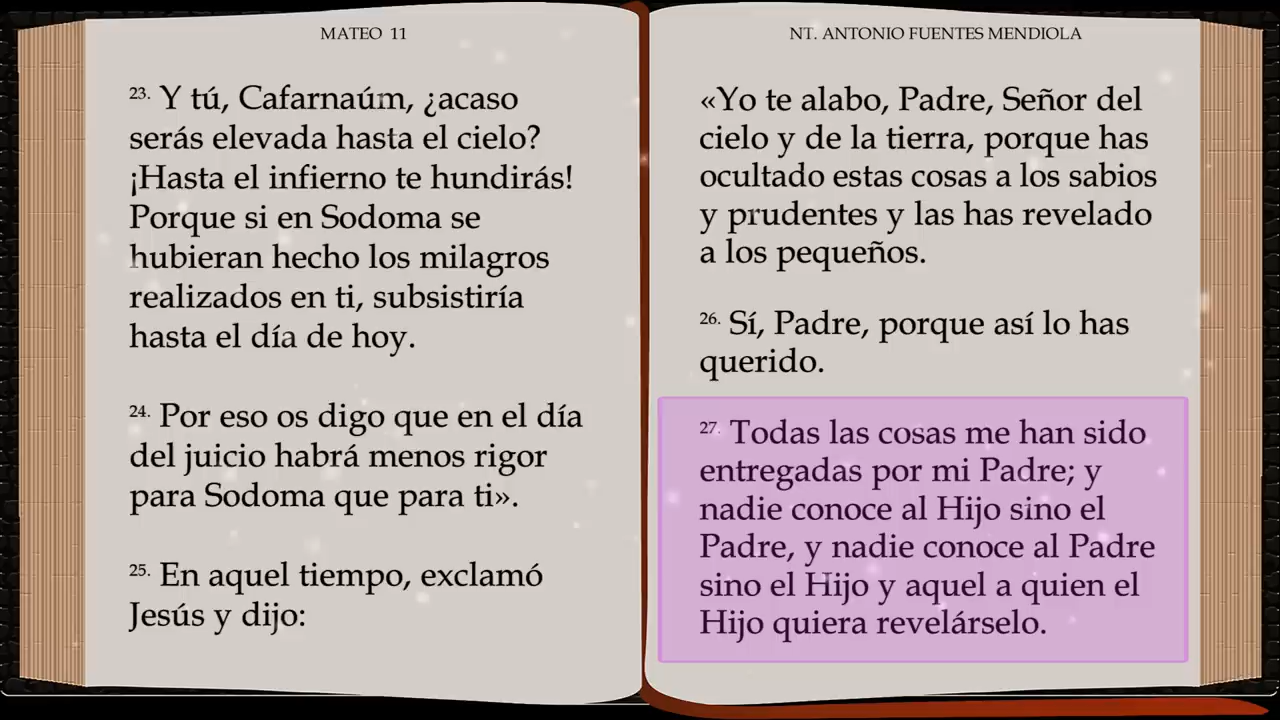 MATEO 11
23. Y tú, Cafarnaúm, ¿acaso
serás elevada hasta el cielo?
¡Hasta el infierno te hundirás!
Porque si en Sodoma se
hubieran hecho los milagros
realizados en ti, subsistiría
hasta el día de hoy.
24. Por eso os digo que en el día
del juicio habrá menos rigor
para Sodoma que para ti».
25. En aquel tiempo, exclamó
Jesús y dijo:
NT. ANTONIO FUENTES MENDIOLA
«Yo te alabo, Padre, Señor del
cielo y de la tierra, porque has
ocultado estas cosas a los sabios
y prudentes y las has revelado
a los pequeños.
26. Sí, Padre, porque así lo has
querido.
27. Todas las cosas me han sido
entregadas por mi Padre; y
nadie conoce al Hijo sino el
Padre, y nadie conoce al Padre
sino el Hijo y aquel a quien el
Hijo quiera revelárselo.